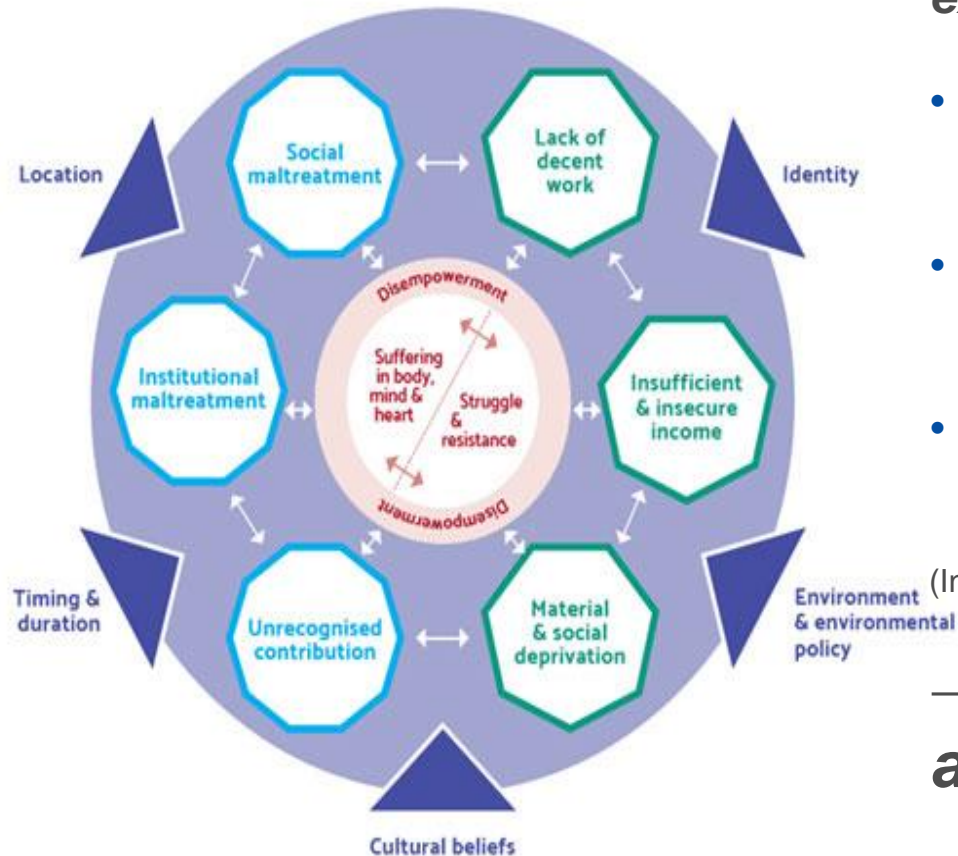 Location
Social
maltreatment
Lack of
decent
work
Identity
Institutional
maltreatment
Disempowerment
Suffering
in body,
mind &
heart
Struggle
&
resistance
Disempowerment
Insufficient
& insecure
income
Timing &
duration
Unrecognised
contribution
Material
& social
deprivation
Environment
& environmental
policy
Cultural beliefs